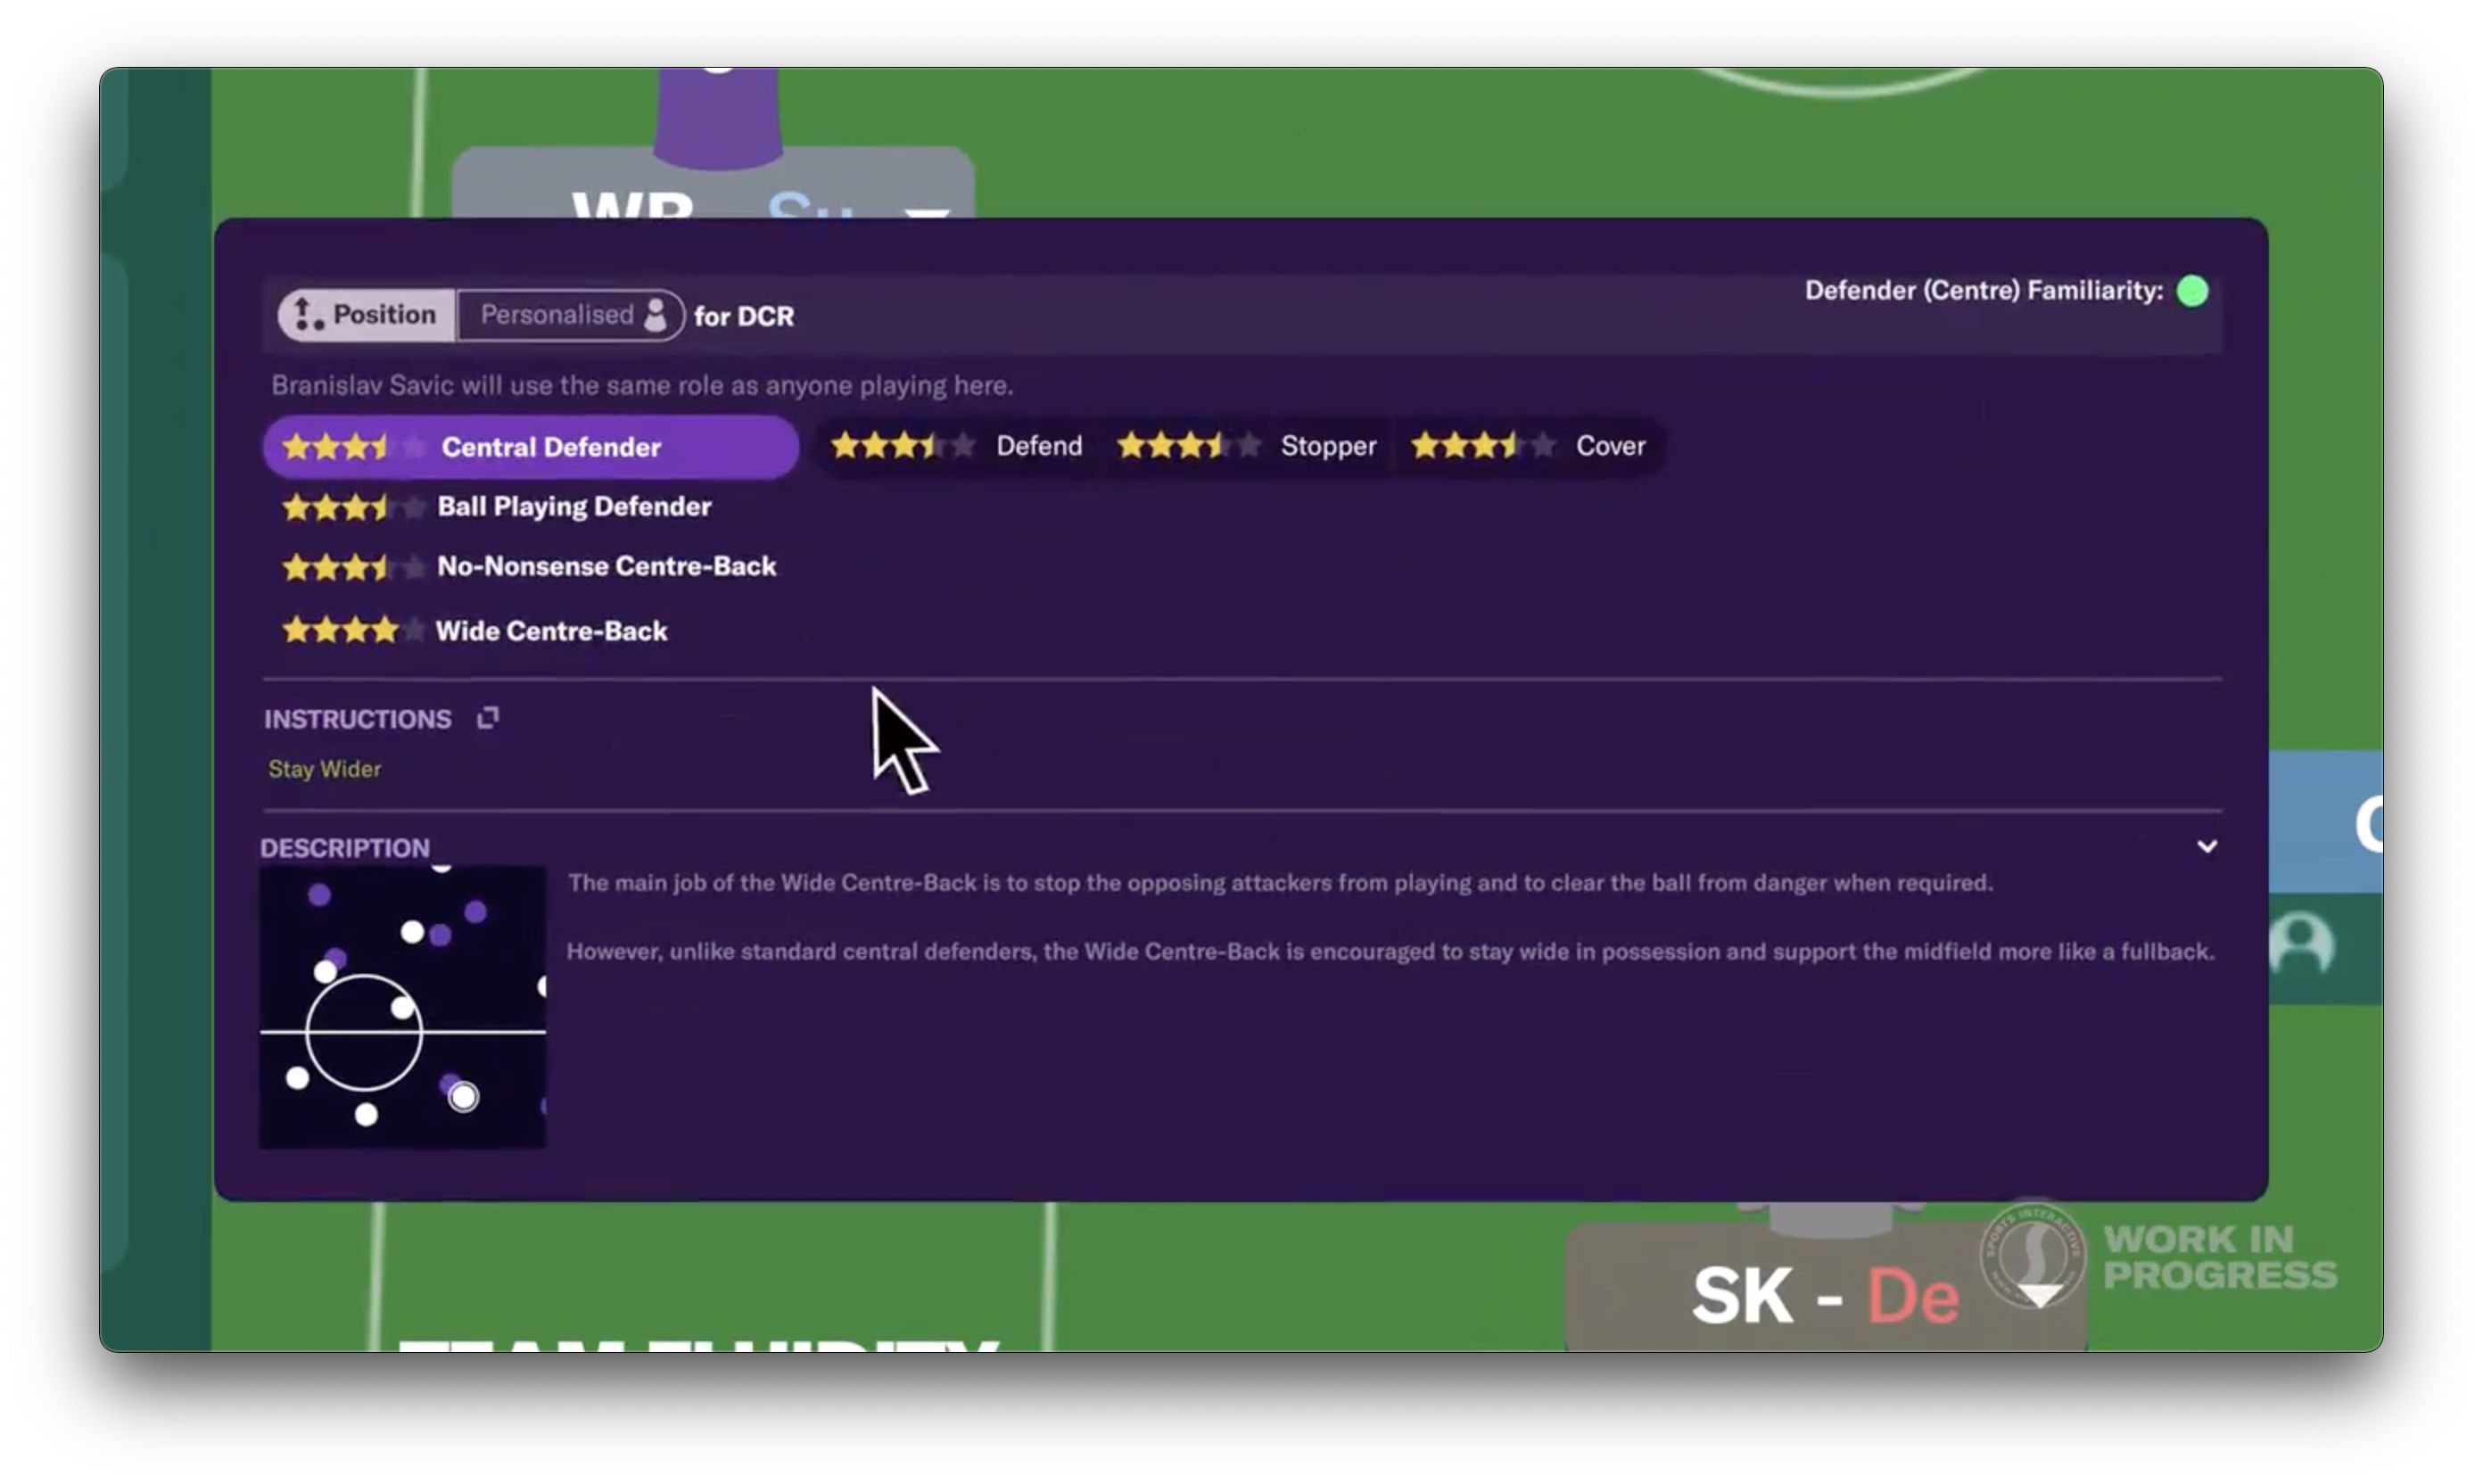 WB - Su
Position Personalised for DCR
Defender (Centre) Familiarity:
Branislav Savic will use the same role as anyone playing here.
Central Defender Defend Stopper Cover
Ball Playing Defender
No-Nonsense Centre-Back
Wide Centre-Back
INSTRUCTIONS
Stay Wider
DESCRIPTION
The main job of the Wide Centre-Back is to stop the opposing attackers from playing and to clear the ball from danger when required.
However, unlike standard central defenders, the Wide Centre-Back is encouraged to stay wide in possession and support the midfield more like a fullback.
SK - De
SPORTS INTERACTIVE
WORK IN
PROGRESS
TEAM FLUIDITY